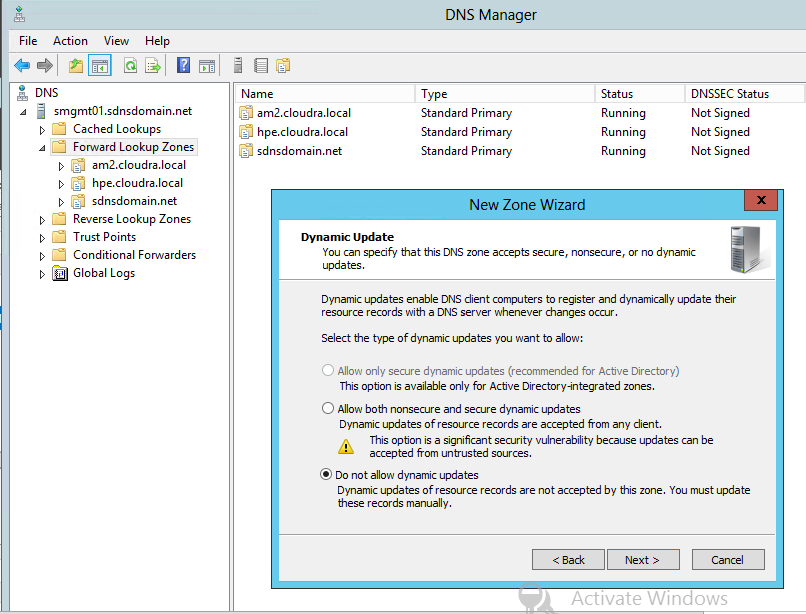 DNS Manager
File Action View Help
DNS
smgmt01.sdnsdomain.net
Cached Lookups
Forward Lookup Zones
am2.cloudra.local
hpe.cloudra.local
sdnsdomain.net
Reverse Lookup Zones
Trust Points
Conditional Forwarders
Global Logs
Name Type Status DNSSEC Status
am2.cloudra.local Standard Primary Running Not Signed
hpe.cloudra.local Standard Primary Running Not Signed
sdnsdomain.net Standard Primary Running Not Signed
New Zone Wizard
x
Dynamic Update
You can specify that this DNS zone accepts secure, nonsecure, or no dynamic
updates.
Dynamic updates enable DNS client computers to register and dynamically update their
resource records with a DNS server whenever changes occur.
Select the type of dynamic updates you want to allow:
Allow only secure dynamic updates (recommended for Active Directory)
This option is available only for Active Directory-integrated zones.
Allow both nonsecure and secure dynamic updates
Dynamic updates of resource records are accepted from any client.
This option is a significant security vulnerability because updates can be
accepted from untrusted sources.
Do not allow dynamic updates
Dynamic updates of resource records are not accepted by this zone. You must update
these records manually.
< Back Next > Cancel
Activate Windows